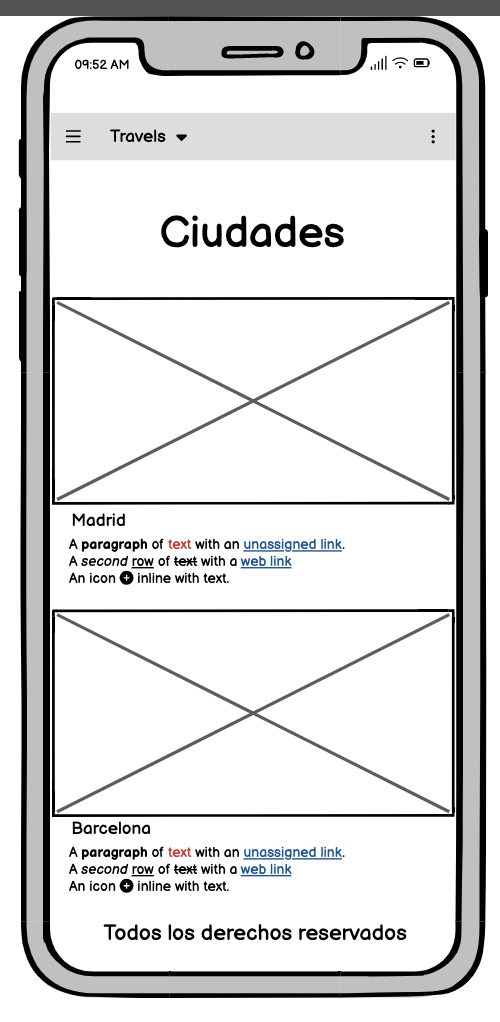 09:52 AM
Travels
Ciudades
Madrid
A paragraph of text with an unassigned link.
A second row of text with a web link
An icon inline with text.
Barcelona
A paragraph of text with an unassigned link.
A second row of text with a web link
An icon inline with text.
Todos los derechos reservados